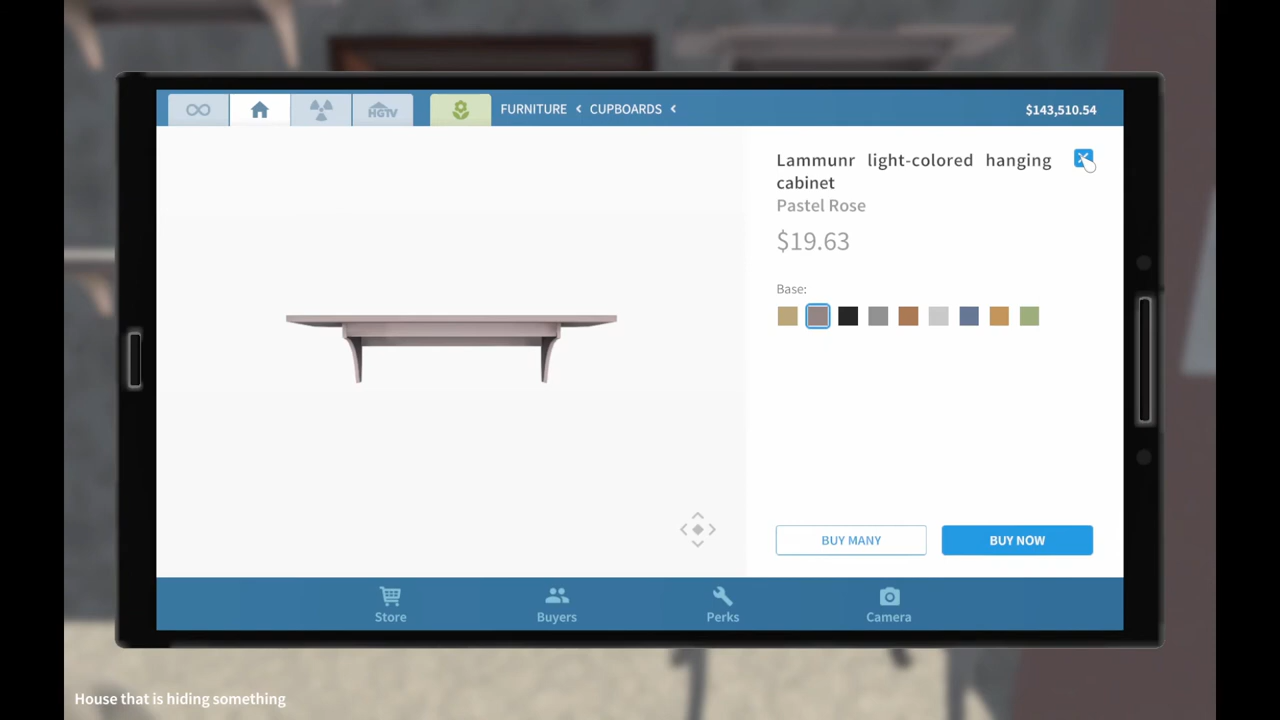 HGTV
FURNITURE < CUPBOARDS <
$143,510.54
Lammunr light-colored hanging
cabinet
Pastel Rose
$19.63
Base:
BUY MANY
BUY NOW
Store
Buyers
Perks
Camera
House that is hiding something